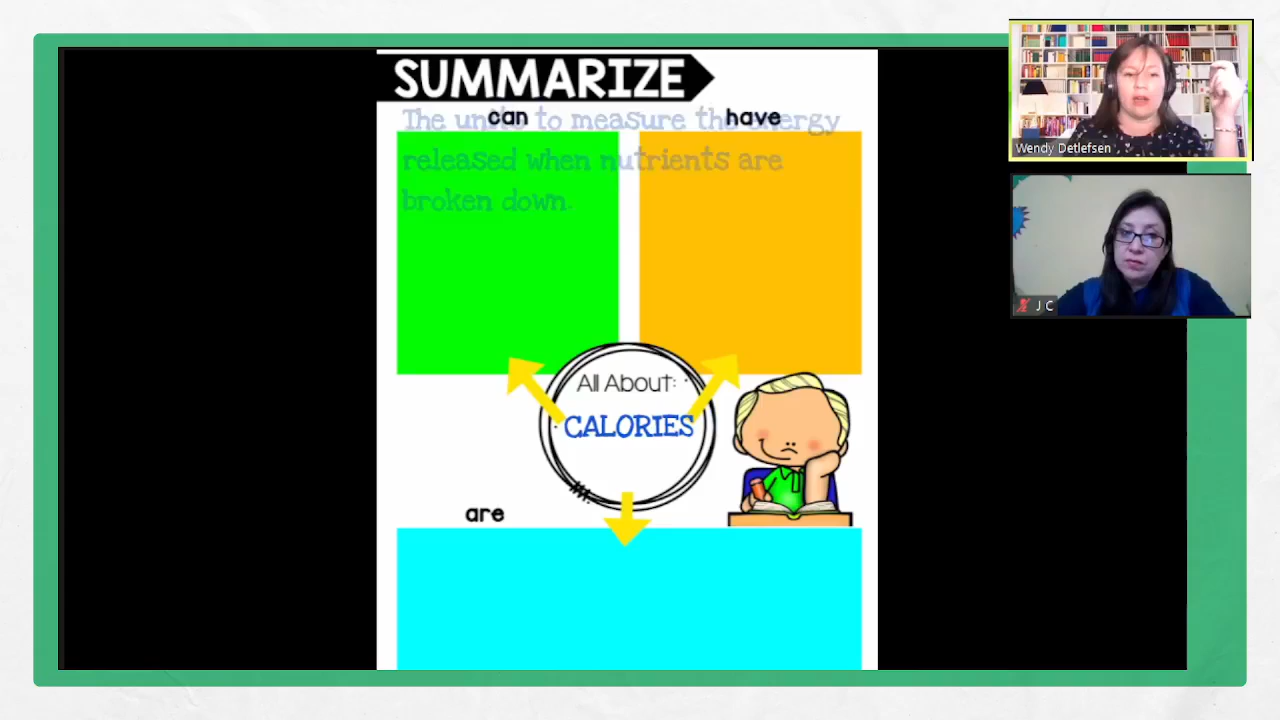 SUMMARIZE
can
have
The units to measure the energy
released when nutrients are
broken down.
All About:
CALORIES
are
Wendy Detlefsen
J C